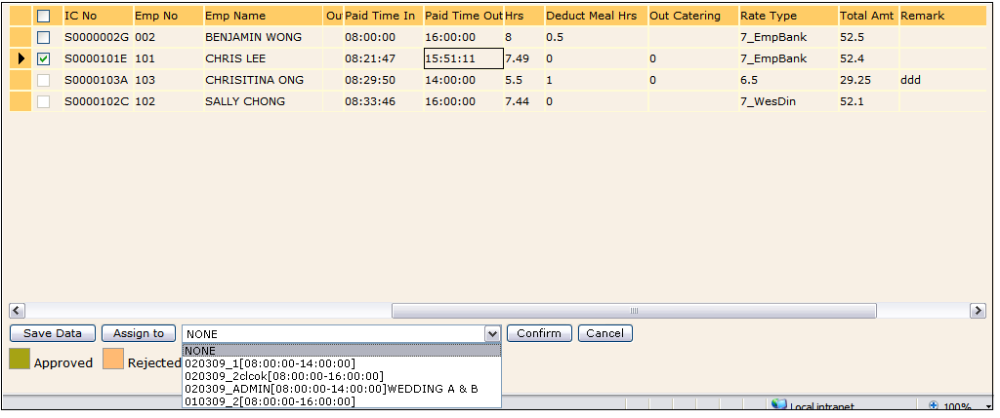 IC No Emp No Emp Name Out Paid Time In Paid Time Out Hrs Deduct Meal Hrs Out Catering Rate Type Total Amt Remark
S0000002G 002 BENJAMIN WONG 08:00:00 16:00:00 8 0.5 7_EmpBank 52.5
S0000101E 101 CHRIS LEE 08:21:47 15:51:11 7.49 0 0 7_EmpBank 52.4
S0000103A 103 CHRISITINA ONG 08:29:50 14:00:00 5.5 1 0 6.5 29.25 ddd
S0000102C 102 SALLY CHONG 08:33:46 16:00:00 7.44 0 7_WesDin 52.1
Save Data Assign to NONE Confirm Cancel
NONE
Approved Rejected 020309_1[08:00:00-14:00:00]
020309_2clcok[08:00:00-16:00:00]
020309_ADMIN[08:00:00-14:00:00]WEDDING A & B
010309_2[08:00:00-16:00:00]
Local intranet 100%